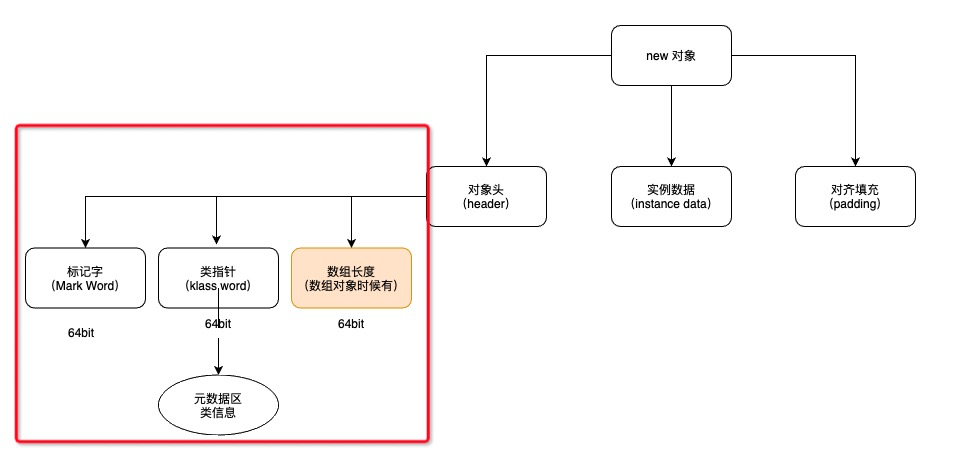 new 对象
对象头
（header）
实例数据
（instance data）
对齐填充
（padding）
标记字
（Mark Word）
类指针
（klass word）
数组长度
（数组对象时候有）
64bit
64bit
64bit
元数据区
类信息